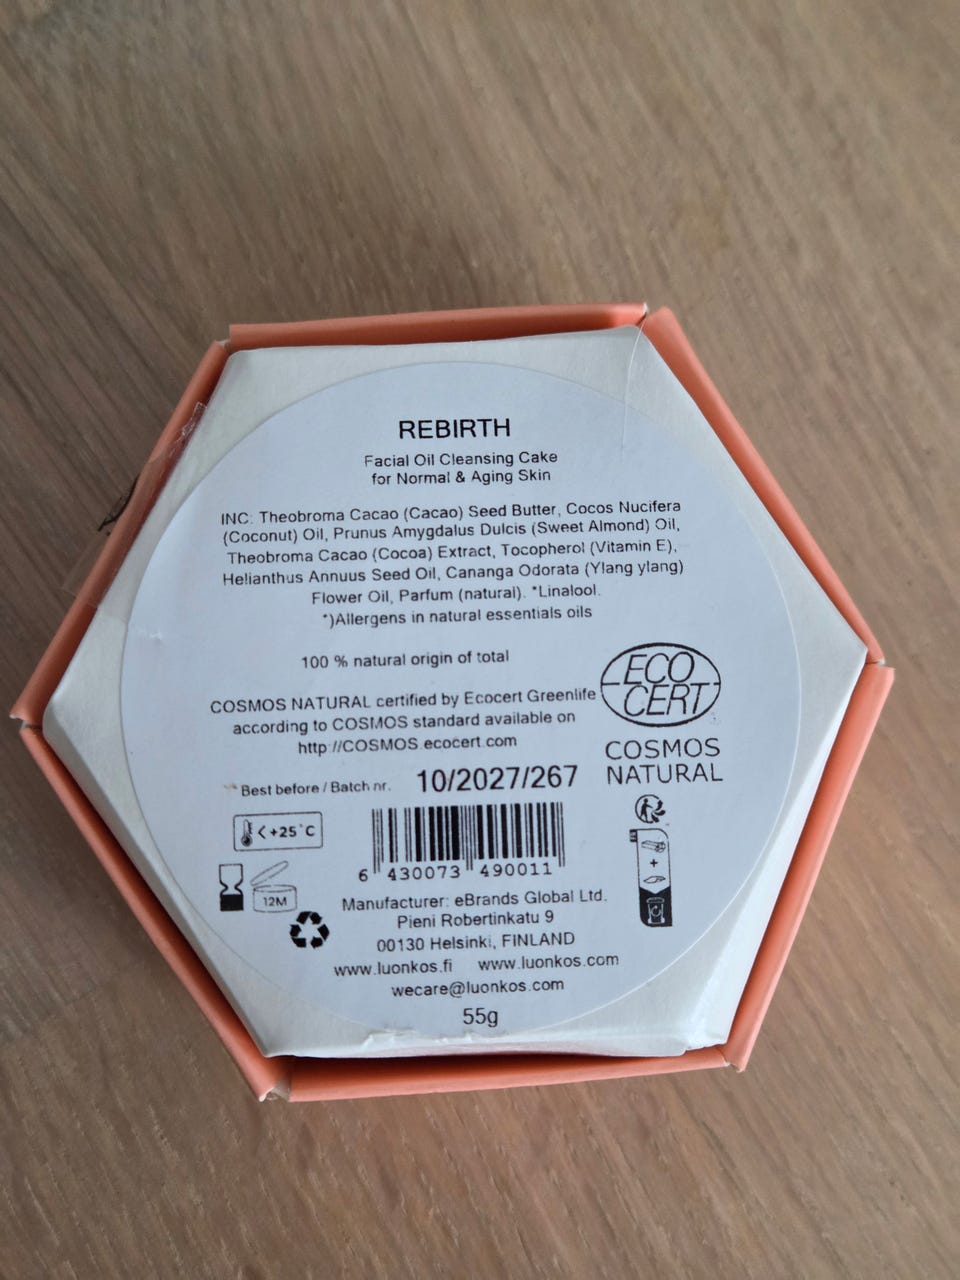 REBIRTH
Facial Oil Cleansing Cake
for Normal & Aging Skin
INC: Theobroma Cacao (Cacao) Seed Butter, Cocos Nucifera
(Coconut) Oil, Prunus Amygdalus Dulcis (Sweet Almond) Oil,
Theobroma Cacao (Cocoa) Extract, Tocopherol (Vitamin E),
Helianthus Annuus Seed Oil, Cananga Odorata (Ylang ylang)
Flower Oil, Parfum (natural). *Linalool.
*)Allergens in natural essentials oils
100 % natural origin of total
COSMOS NATURAL certified by Ecocert Greenlife
according to COSMOS standard available on
http://COSMOS.ecocert.com
ECO
CERT
COSMOS
NATURAL
Best before / Batch nr. 10/2027/267
<+25°C
12M
6 430073 490011
+
Manufacturer: eBrands Global Ltd.
Pieni Robertinkatu 9
00130 Helsinki, FINLAND
www.luonkos.fi www.luonkos.com
wecare@luonkos.com
55g